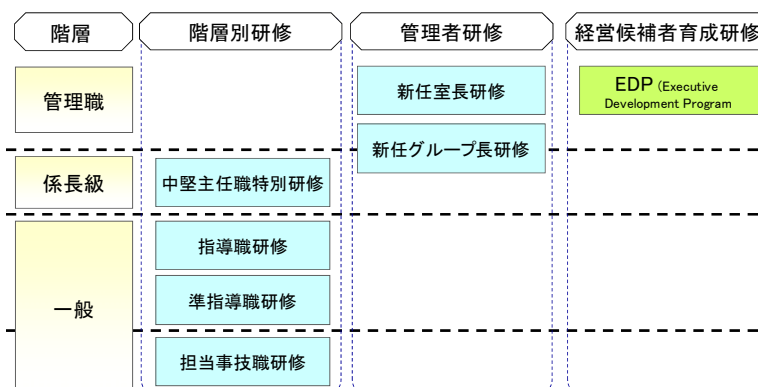 階層
階層別研修
管理者研修
経営候補者育成研修
管理職
新任室長研修
EDP (Executive
Development Program
新任グループ長研修
係長級
中堅主任職特別研修
一般
指導職研修
準指導職研修
担当事技職研修